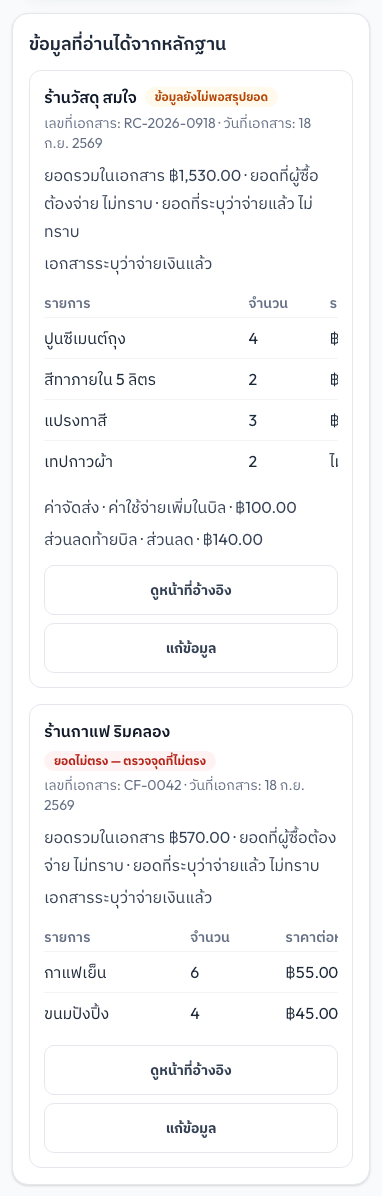 ข้อมูลที่อ่านได้จากหลักฐาน
ร้านวัสดุ สมใจ ข้อมูลยังไม่พอสรุปยอด
เลขที่เอกสาร: RC-2026-0918 · วันที่เอกสาร: 18
ก.ย. 2569
ยอดรวมในเอกสาร ฿1,530.00 · ยอดที่ผู้ซื้อ
ต้องจ่าย ไม่ทราบ · ยอดที่ระบุว่าจ่ายแล้ว ไม่
ทราบ
เอกสารระบุว่าจ่ายเงินแล้ว
รายการ จำนวน
ปูนซีเมนต์ถุง 4 ฿
สีทาภายใน 5 ลิตร 2 ฿
แปรงทาสี 3 ฿
เทปกาวผ้า 2
ค่าจัดส่ง · ค่าใช้จ่ายเพิ่มในบิล · ฿100.00
ส่วนลดท้ายบิล · ส่วนลด · ฿140.00
ดูหน้าที่อ้างอิง
แก้ข้อมูล
ร้านกาแฟ ริมคลอง
ยอดไม่ตรง — ตรวจจุดที่ไม่ตรง
เลขที่เอกสาร: CF-0042 · วันที่เอกสาร: 18 ก.ย.
2569
ยอดรวมในเอกสาร ฿570.00 · ยอดที่ผู้ซื้อต้อง
จ่าย ไม่ทราบ · ยอดที่ระบุว่าจ่ายแล้ว ไม่ทราบ
เอกสารระบุว่าจ่ายเงินแล้ว
รายการ จำนวน ราคาต่อ
กาแฟเย็น 6 ฿55.00
ขนมปังปิ้ง 4 ฿45.00
ดูหน้าที่อ้างอิง
แก้ข้อมูล